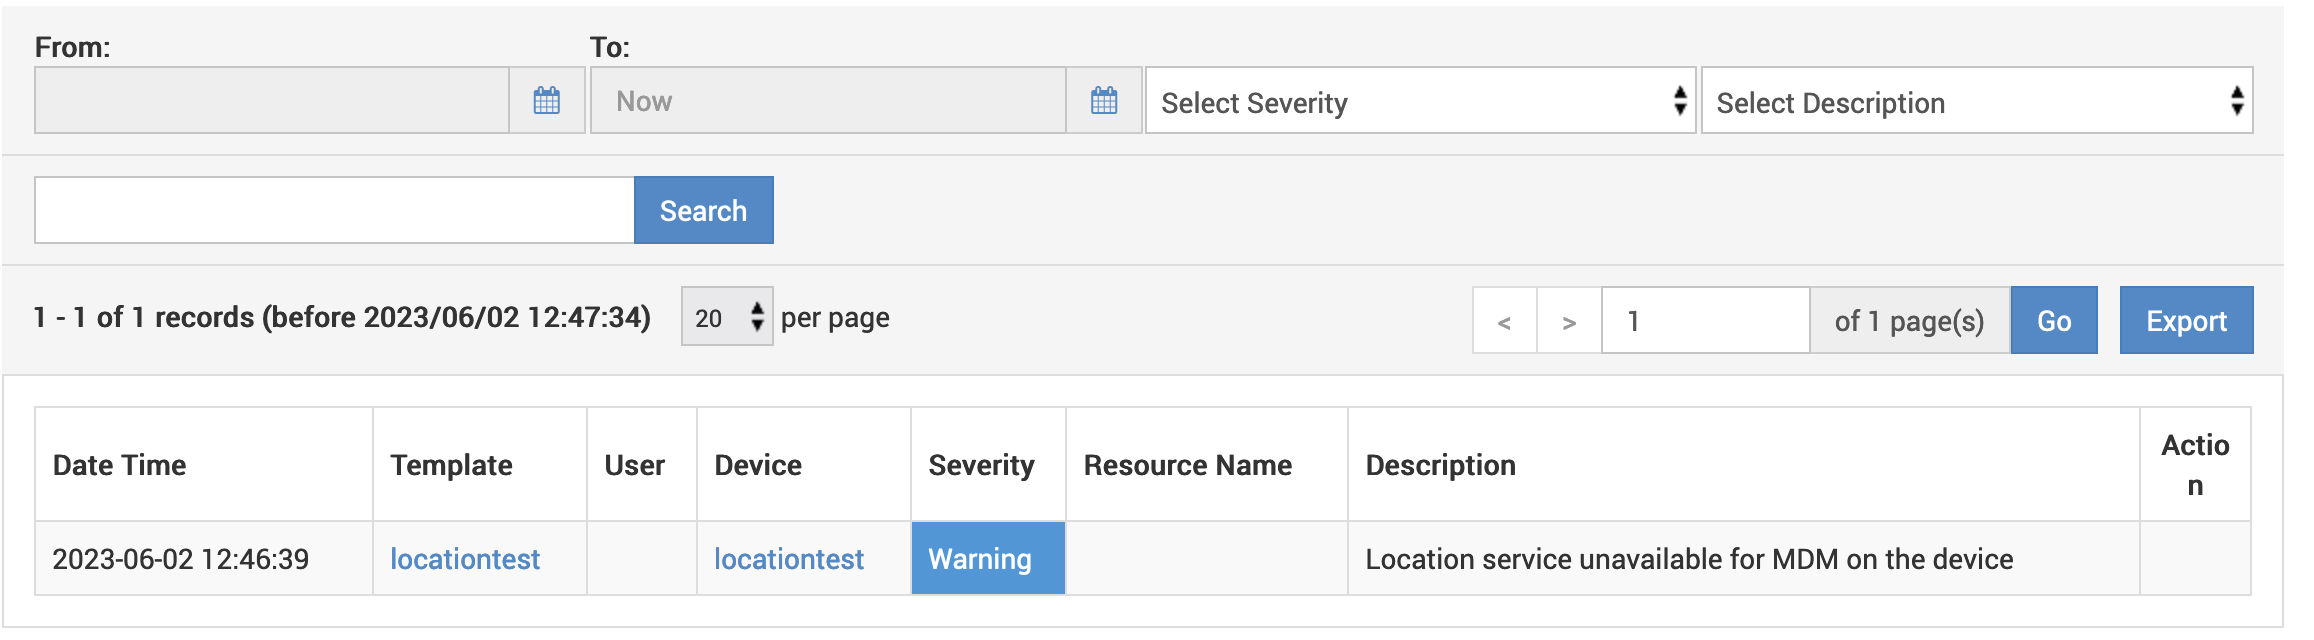 From: To:
Now Select Severity Select Description
Search
1 - 1 of 1 records (before 2023/06/02 12:47:34) 20 per page < > 1 of 1 page(s) Go Export
Date Time Template User Device Severity Resource Name Description Actio
n
2023-06-02 12:46:39 locationtest locationtest Warning Location service unavailable for MDM on the device